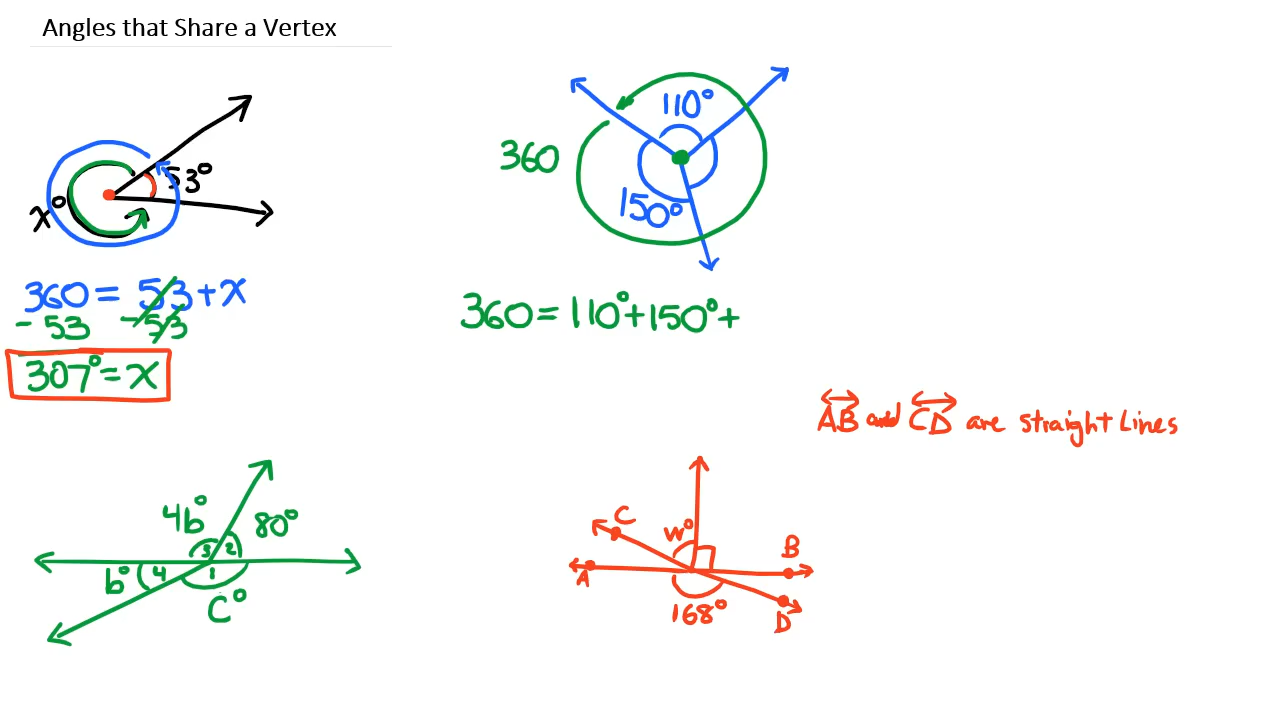 Angles that Share a Vertex
53°
x°
360 = 53 + x
- 53 - 53
307° = x
110°
360
150°
360 = 110° + 150° +
AB and CD are straight Lines
4b°
80°
3 2
b° 4 1
C°
C
w°
B
A
168°
D